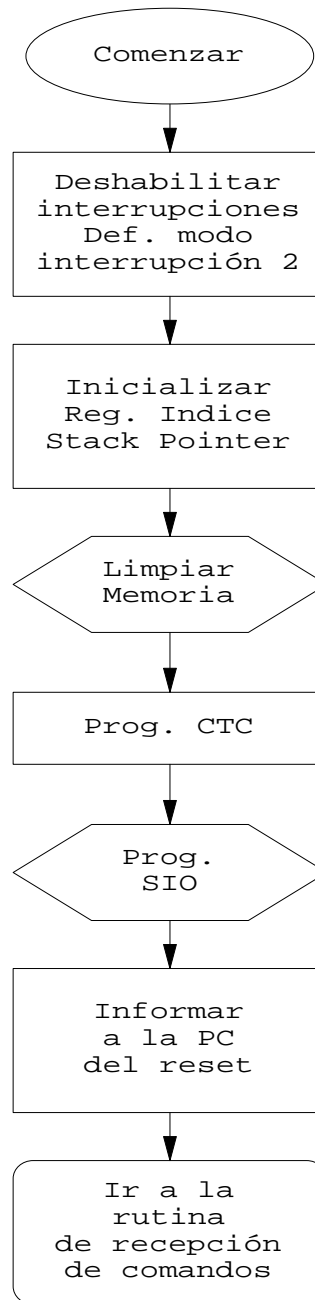 Comenzar
Deshabilitar
interrupciones
Def. modo
interrupción 2
Inicializar
Reg. Indice
Stack Pointer
Limpiar
Memoria
Prog. CTC
Prog.
SIO
Informar
a la PC
del reset
Ir a la
rutina
de recepción
de comandos